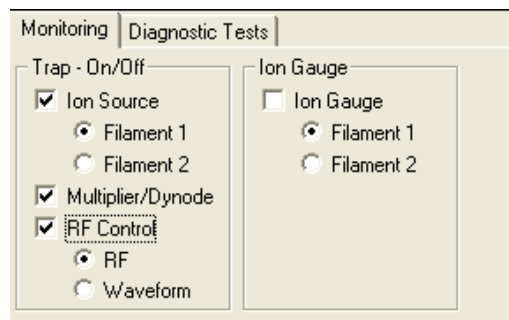 Monitoring
Diagnostic Tests
Trap - On/Off
Ion Source
Filament 1
Filament 2
Multiplier/Dynode
RF Control
RF
Waveform
Ion Gauge
Ion Gauge
Filament 1
Filament 2